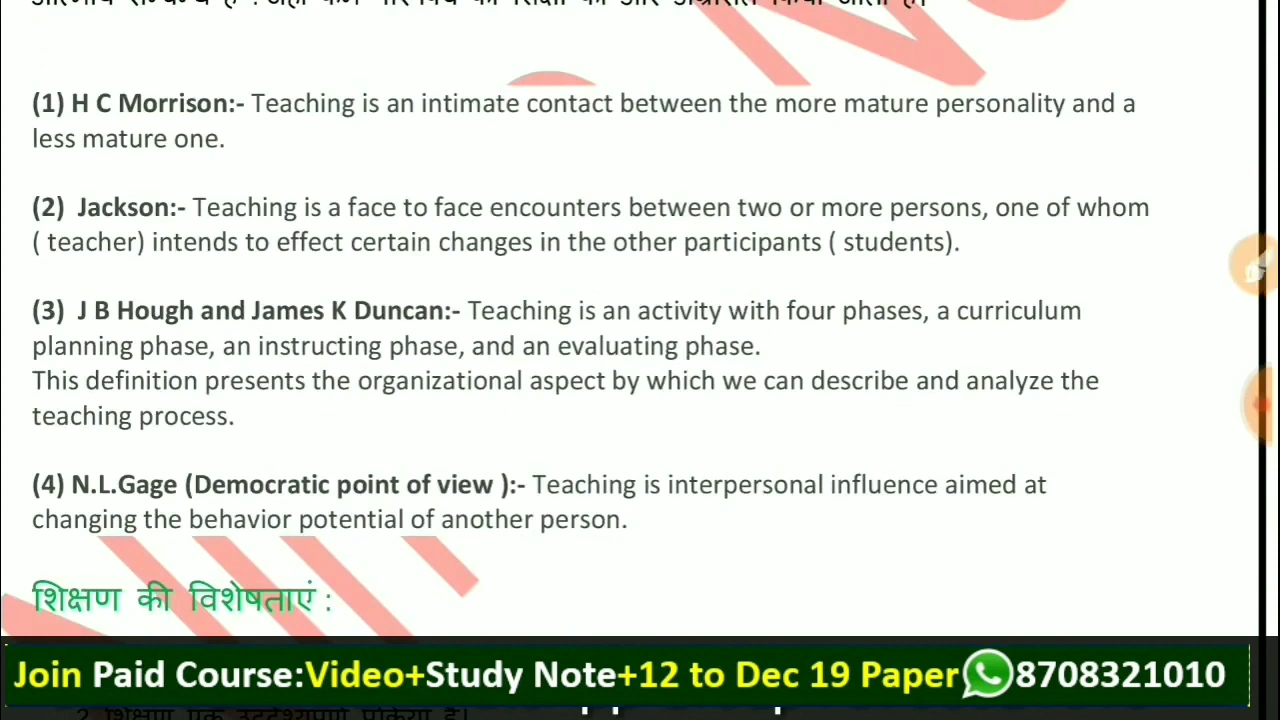 (1) H C Morrison:- Teaching is an intimate contact between the more mature personality and a
less mature one.
(2) Jackson:- Teaching is a face to face encounters between two or more persons, one of whom
( teacher) intends to effect certain changes in the other participants ( students).
(3) J B Hough and James K Duncan:- Teaching is an activity with four phases, a curriculum
planning phase, an instructing phase, and an evaluating phase.
This definition presents the organizational aspect by which we can describe and analyze the
teaching process.
(4) N.L.Gage (Democratic point of view ):- Teaching is interpersonal influence aimed at
changing the behavior potential of another person.
शिक्षण की विशेषताएं :
Join Paid Course:Video+Study Note+12 to Dec 19 Paper 8708321010